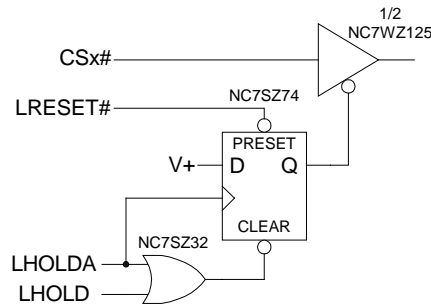 1/2
NC7WZ125
CSx#
NC7SZ74
LRESET#
PRESET
V+
D
Q
CLEAR
NC7SZ32
LHOLDA
LHOLD